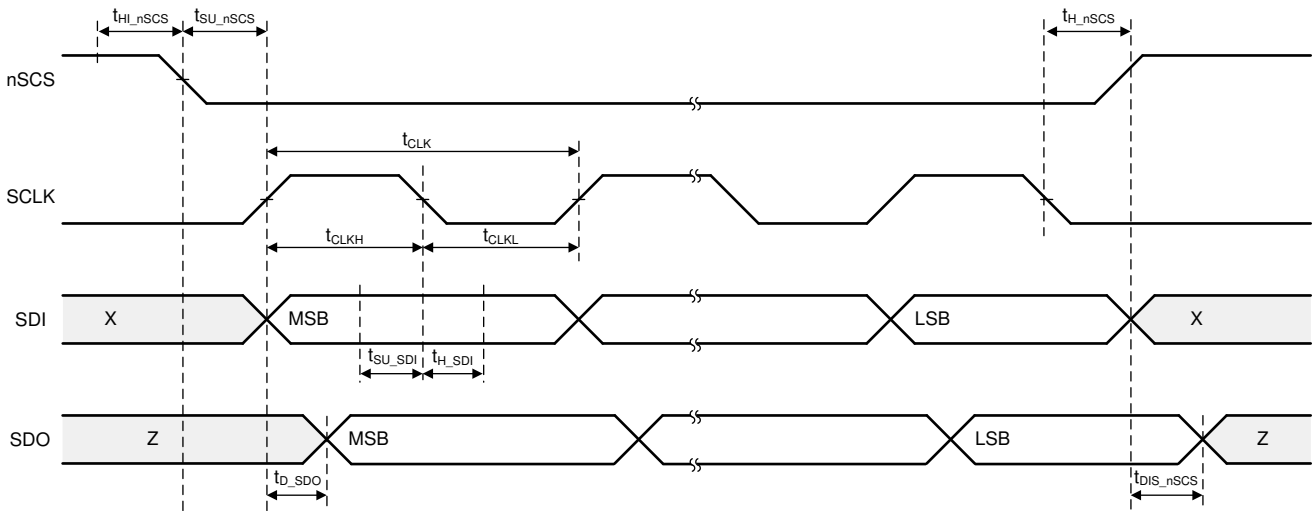 tHI_nSCS tSU_nSCS tH_nSCS
nSCS
tCLK
SCLK
tCLKH tCLKL
SDI X MSB LSB X
tSU_SDI tH_SDI
SDO Z MSB LSB Z
tD_SDO tDIS_nSCS